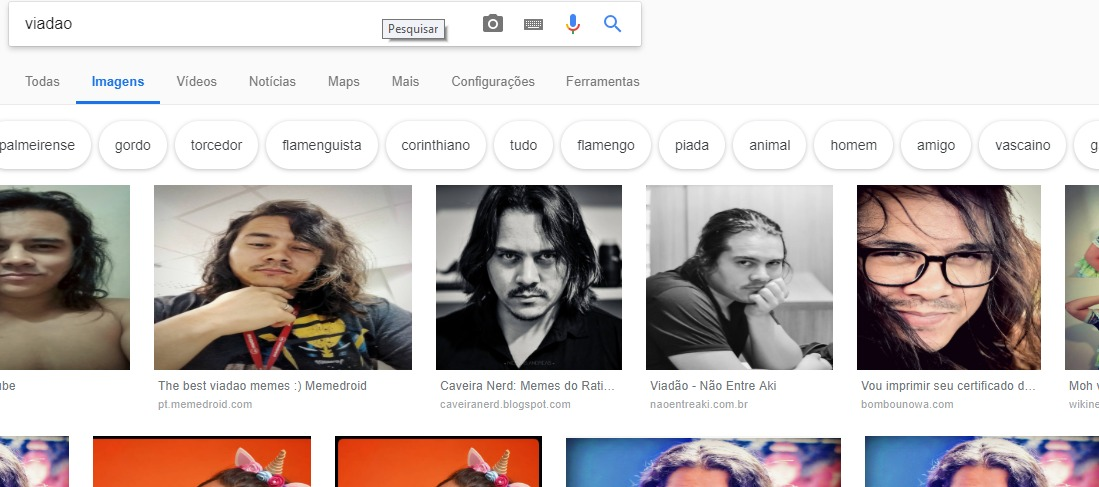 viadao
Pesquisar
Todas Imagens Vídeos Notícias Maps Mais Configurações Ferramentas
palmeirense gordo torcedor flamenguista corinthiano tudo flamengo piada animal homem amigo vascaino g
ube The best viadao memes :) Memedroid Caveira Nerd: Memes do Rati... Viadão - Não Entre Aki Vou imprimir seu certificado d... Moh v
pt.memedroid.com caveiranerd.blogspot.com naoentreaki.com.br bombounowa.com wikine